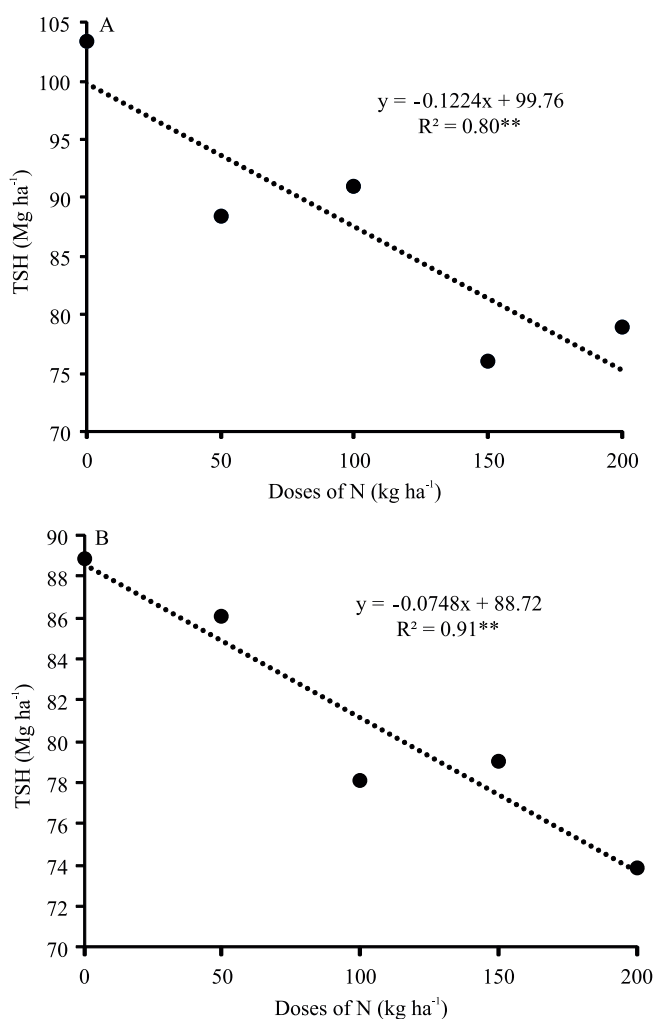 A
105
100
95
90
85
80
75
70
TSH (Mg ha⁻¹)
y = -0.1224x + 99.76
R² = 0.80**
0 50 100 150 200
Doses of N (kg ha⁻¹)
B
90
88
86
84
82
80
78
76
74
72
70
TSH (Mg ha⁻¹)
y = -0.0748x + 88.72
R² = 0.91**
0 50 100 150 200
Doses of N (kg ha⁻¹)